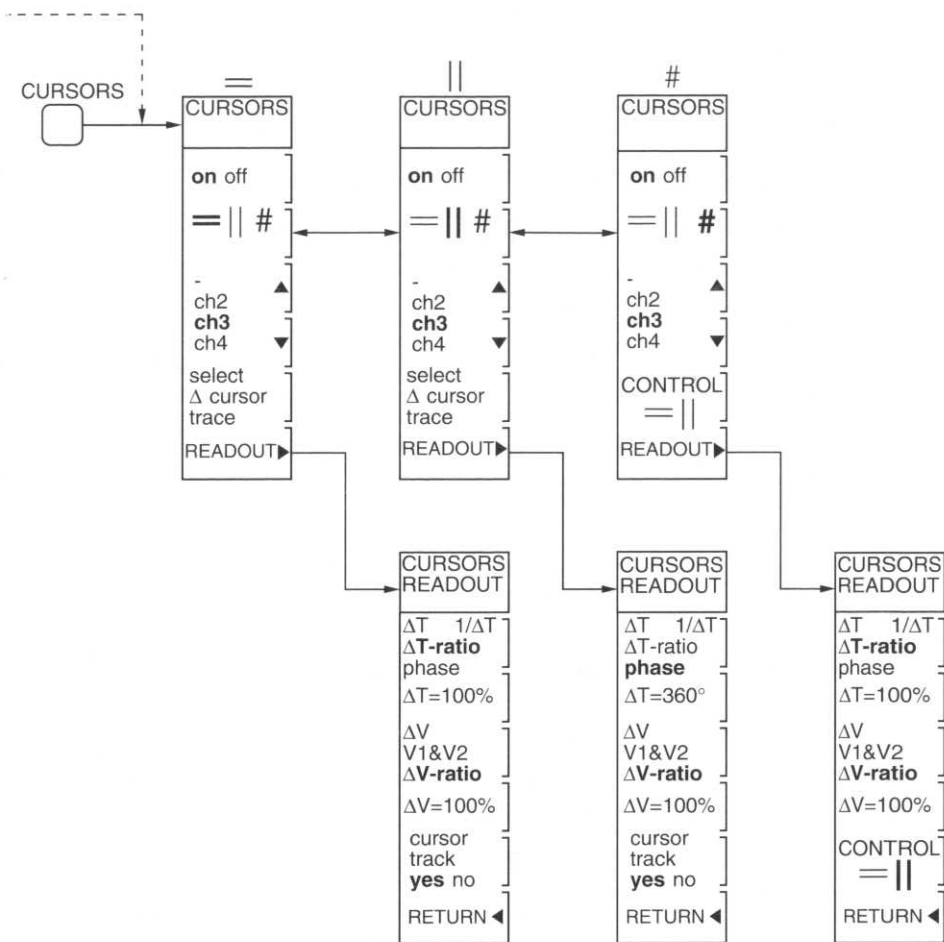 CURSORS
=
CURSORS
on off
= || #
-
ch2
ch3
ch4
select
Δ cursor
trace
READOUT▶
||
CURSORS
on off
= || #
-
ch2
ch3
ch4
select
Δ cursor
trace
READOUT▶
#
CURSORS
on off
= || #
-
ch2
ch3
ch4
CONTROL
= ||
READOUT▶
CURSORS
READOUT
ΔT 1/ΔT
ΔT-ratio
phase
ΔT=100%
ΔV
V1&V2
ΔV-ratio
ΔV=100%
cursor
track
yes no
RETURN◀
CURSORS
READOUT
ΔT 1/ΔT
ΔT-ratio
phase
ΔT=360°
ΔV
V1&V2
ΔV-ratio
ΔV=100%
cursor
track
yes no
RETURN◀
CURSORS
READOUT
ΔT 1/ΔT
ΔT-ratio
phase
ΔT=100%
ΔV
V1&V2
ΔV-ratio
ΔV=100%
CONTROL
= ||
RETURN◀